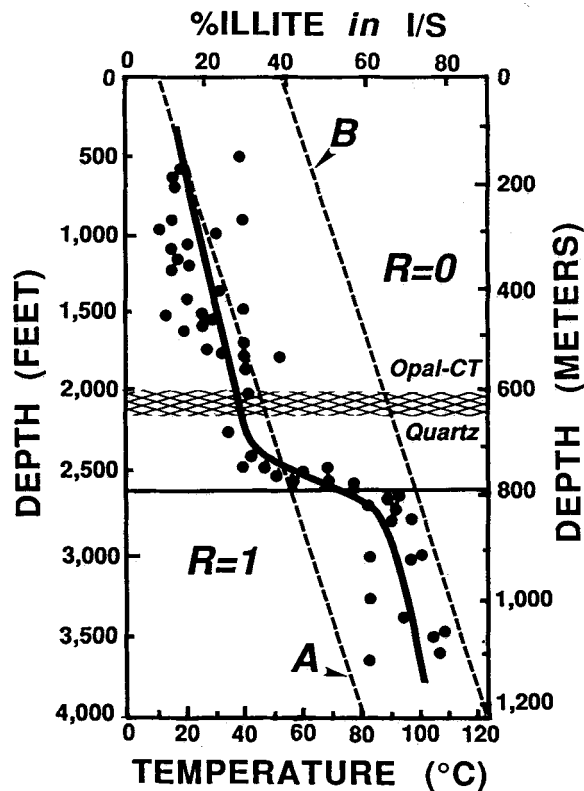 %ILLITE in I/S
0 20 40 60 80
0 0
B
500
200
1,000
R=0
400
1,500
Opal-CT
2,000 600
Quartz
2,500
800
3,000
R=1
1,000
3,500
A
4,000 1,200
0 20 40 60 80 100 120
TEMPERATURE (°C)
DEPTH (FEET)
DEPTH (METERS)